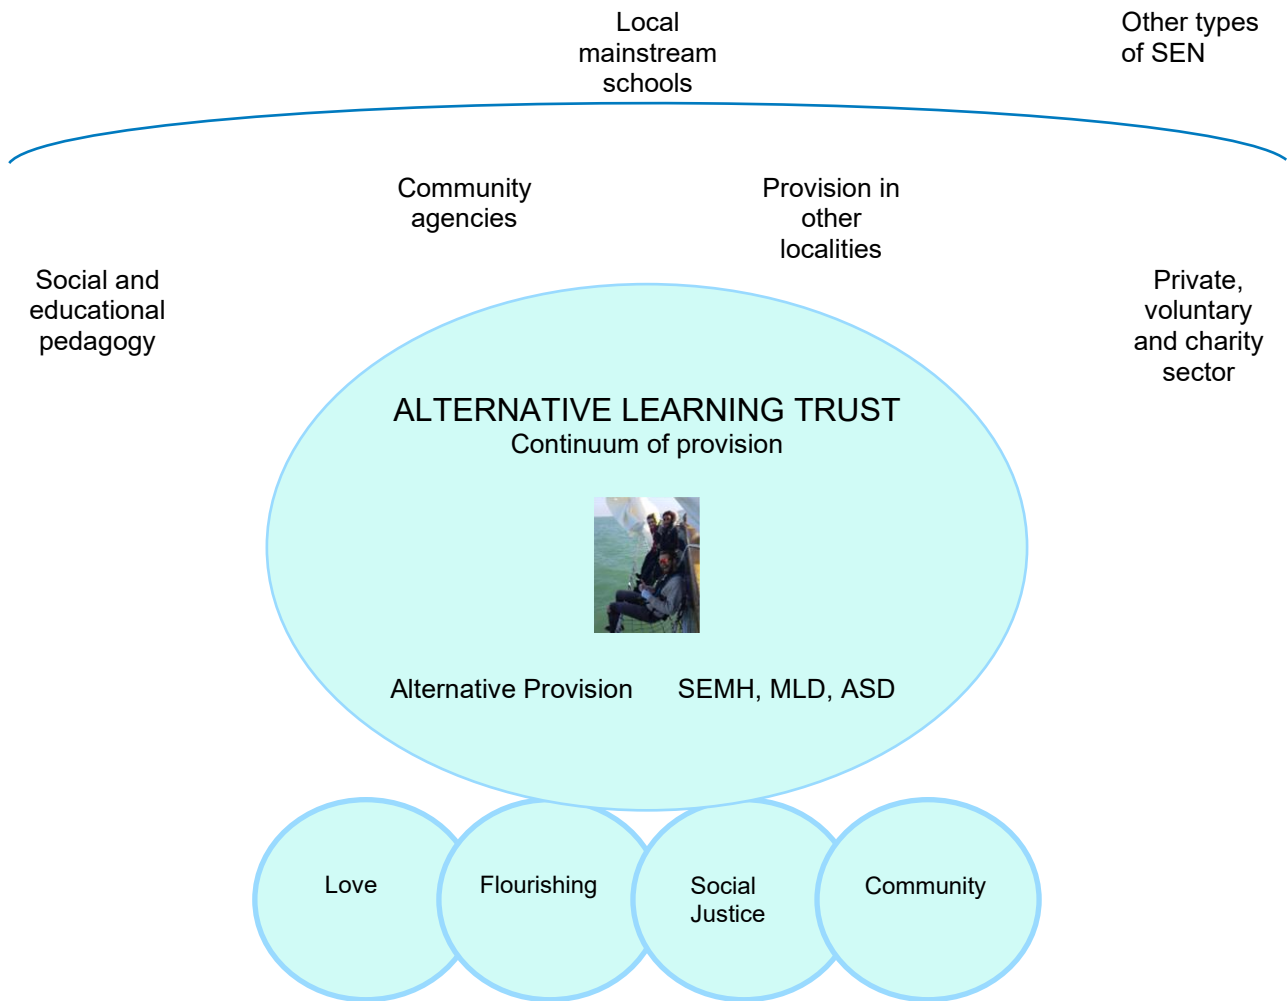 Local
mainstream
schools
Other types
of SEN
Community
agencies
Provision in
other
localities
Social and
educational
pedagogy
Private,
voluntary
and charity
sector
ALTERNATIVE LEARNING TRUST
Continuum of provision
Alternative Provision
SEMH, MLD, ASD
Love
Flourishing
Social
Justice
Community